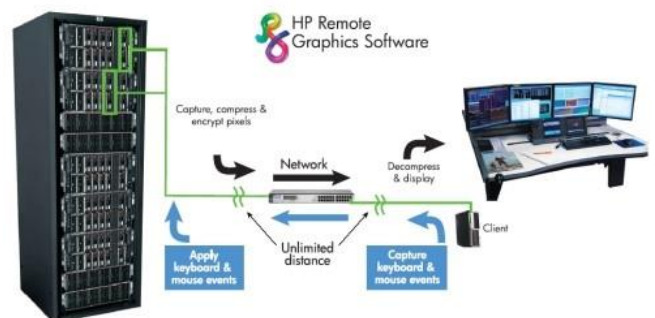 HP Remote
Graphics Software
Capture, compress &
encrypt pixels
Network
Decompress
& display
Client
Unlimited
distance
Apply
keyboard &
mouse events
Capture
keyboard &
mouse events